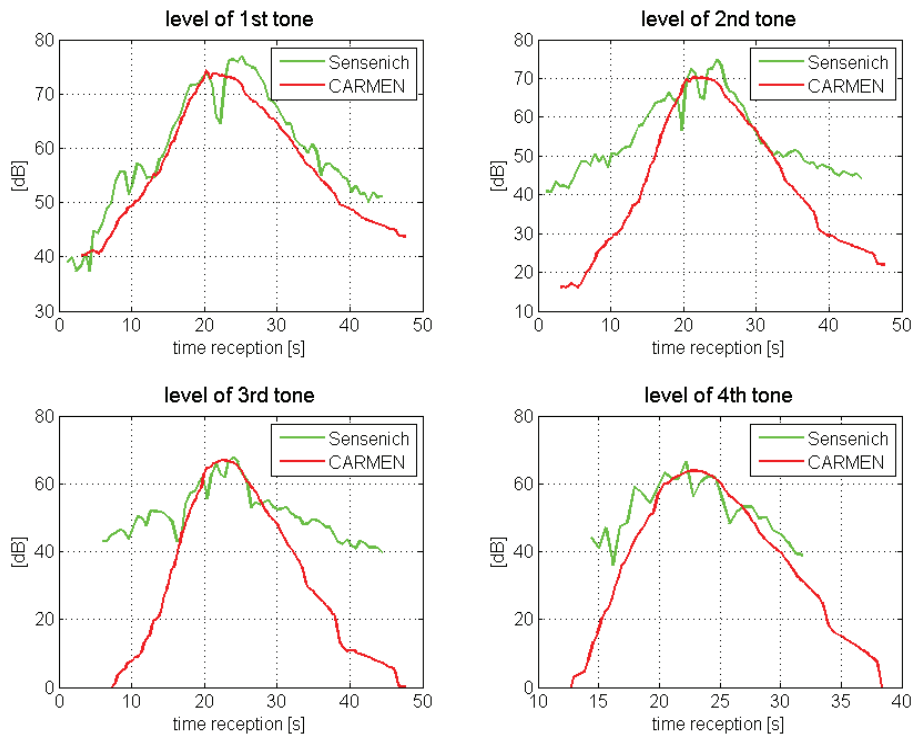 level of 1st tone
80
70
60
50
40
30
[dB]
Sensenich
CARMEN
0 10 20 30 40 50
time reception [s]
level of 2nd tone
80
70
60
50
40
30
20
10
[dB]
Sensenich
CARMEN
0 10 20 30 40 50
time reception [s]
level of 3rd tone
80
60
40
20
0
[dB]
Sensenich
CARMEN
0 10 20 30 40 50
time reception [s]
level of 4th tone
80
60
40
20
0
[dB]
Sensenich
CARMEN
10 15 20 25 30 35 40
time reception [s]